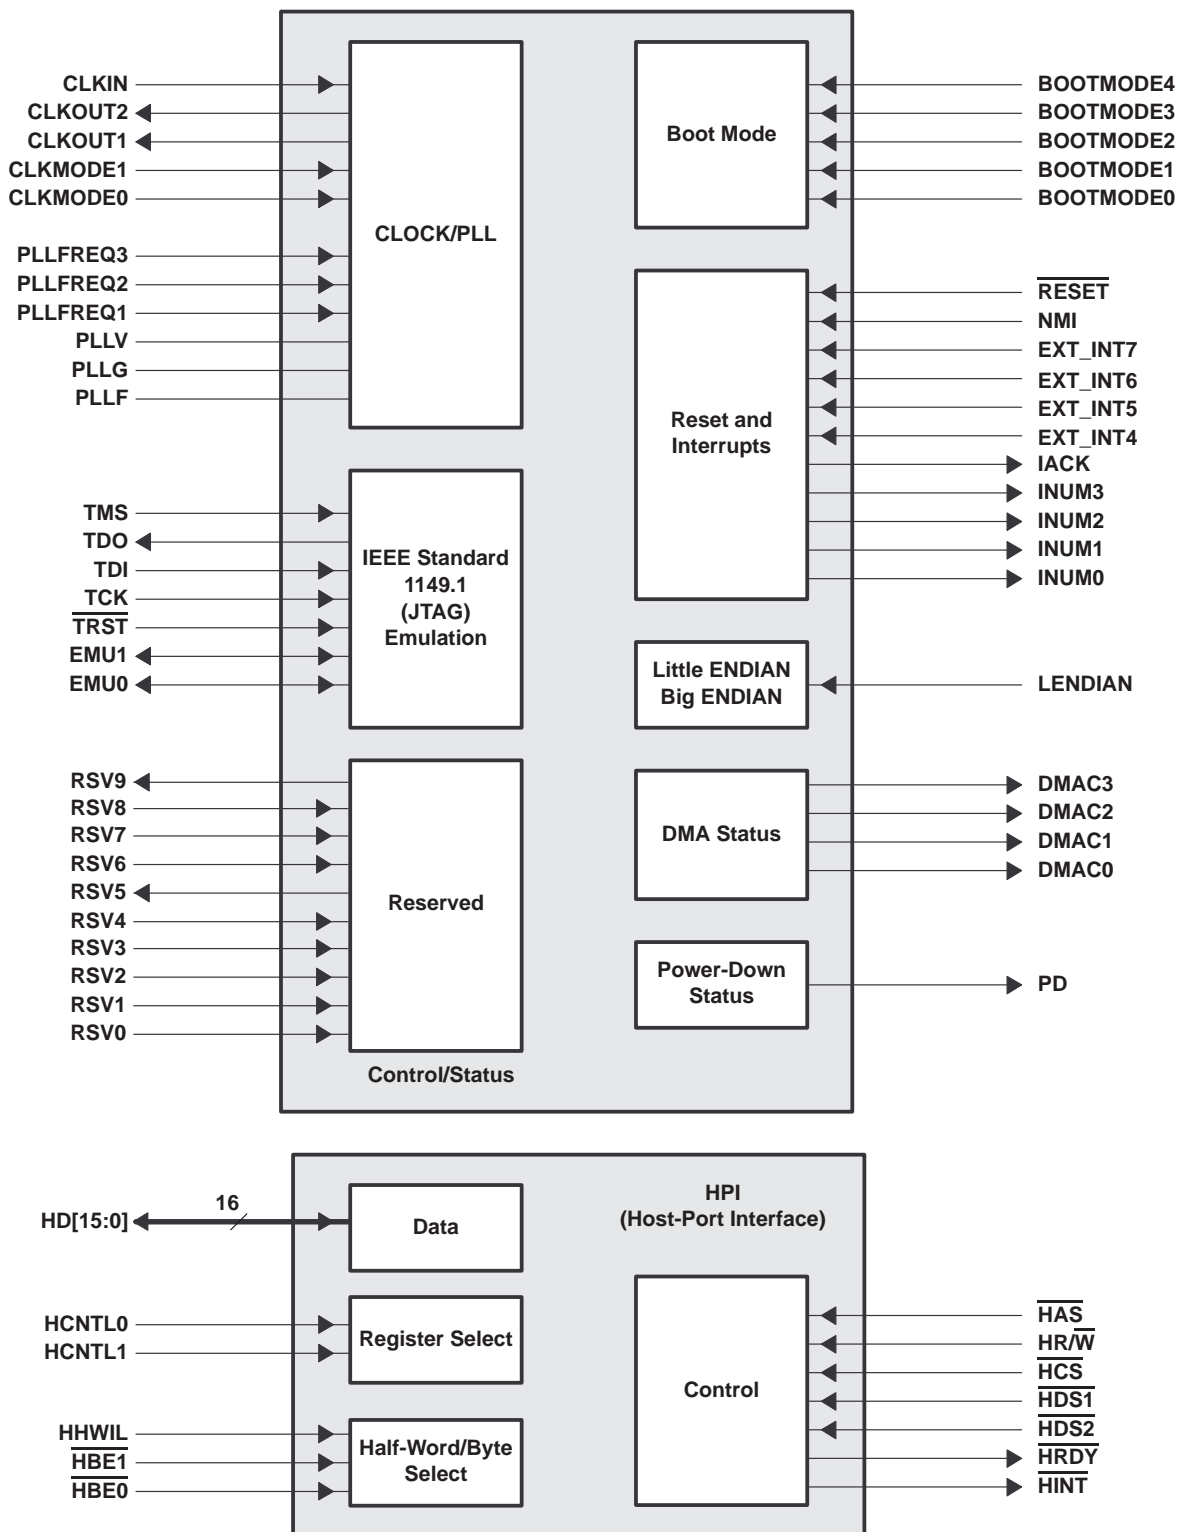 CLKIN
CLKOUT2
CLKOUT1
CLKMODE1
CLKMODE0
PLLFREQ3
PLLFREQ2
PLLFREQ1
PLLV
PLLG
PLLF
CLOCK/PLL
TMS
TDO
TDI
TCK
TRST
EMU1
EMU0
IEEE Standard
1149.1
(JTAG)
Emulation
RSV9
RSV8
RSV7
RSV6
RSV5
RSV4
RSV3
RSV2
RSV1
RSV0
Reserved
Control/Status
Boot Mode
BOOTMODE4
BOOTMODE3
BOOTMODE2
BOOTMODE1
BOOTMODE0
Reset and
Interrupts
RESET
NMI
EXT_INT7
EXT_INT6
EXT_INT5
EXT_INT4
IACK
INUM3
INUM2
INUM1
INUM0
Little ENDIAN
Big ENDIAN
LENDIAN
DMA Status
DMAC3
DMAC2
DMAC1
DMAC0
Power-Down
Status
PD
HD[15:0]
16
Data
HPI
(Host-Port Interface)
HCNTL0
HCNTL1
Register Select
HHWIL
HBE1
HBE0
Half-Word/Byte
Select
Control
HAS
HR/W
HCS
HDS1
HDS2
HRDY
HINT